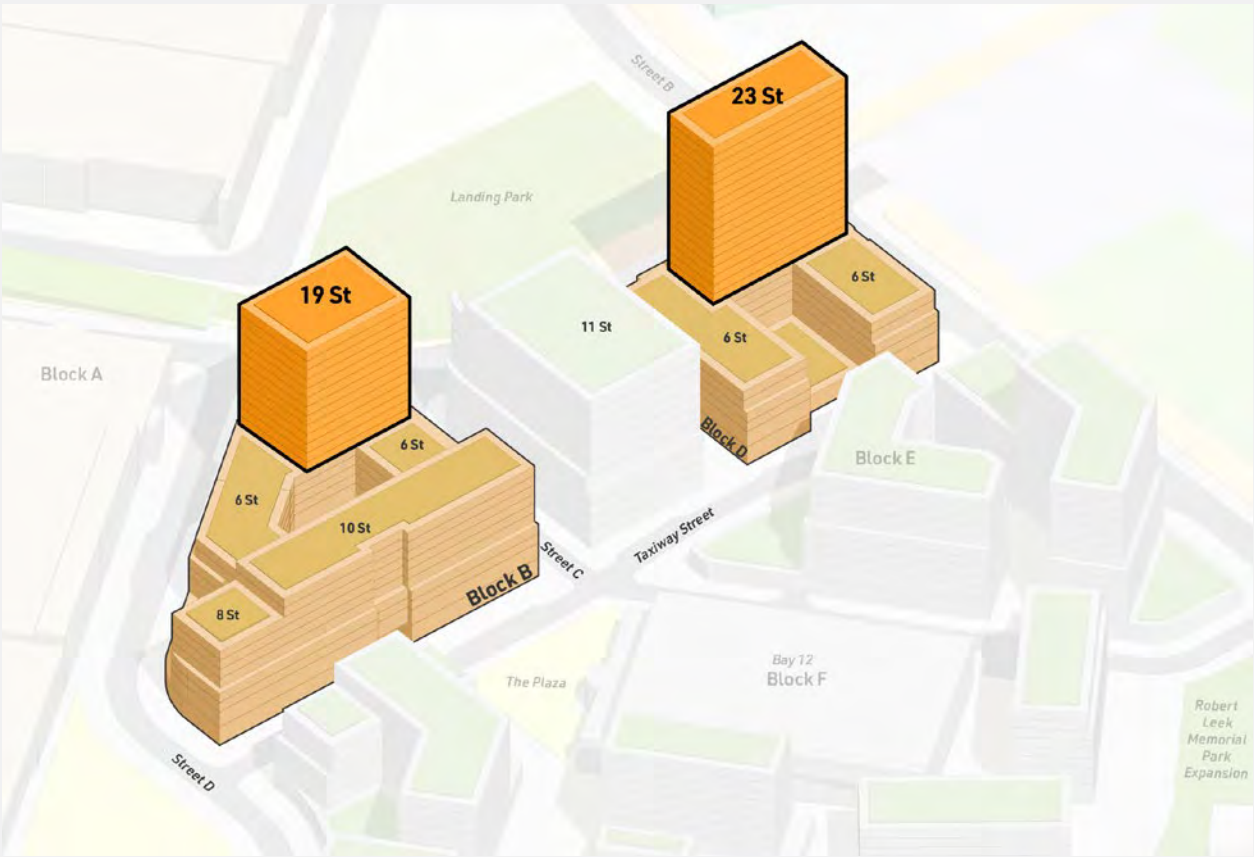 Street B
23 St
Landing Park
6 St
19 St
11 St
6 St
Block A
6 St
Block D
Block E
6 St
10 St
Taxiway Street
Street C
Block B
8 St
Bay 12
Block F
The Plaza
Robert
Leek
Memorial
Park
Expansion
Street D